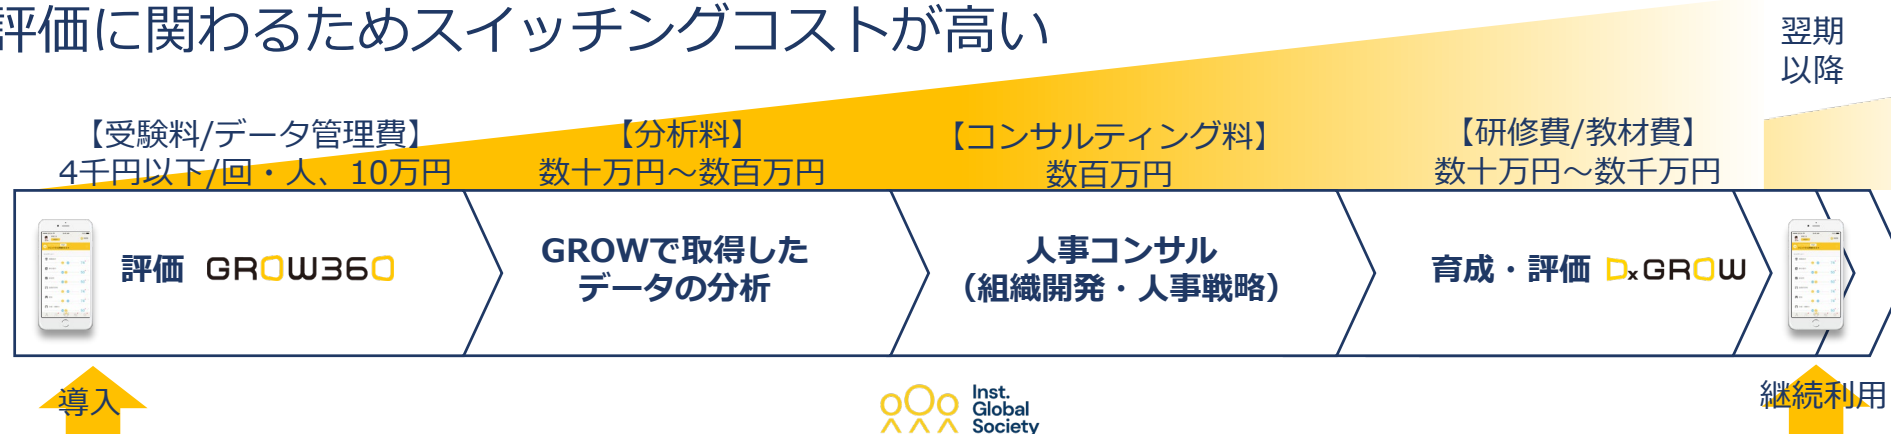 評価に関わるためスイッチングコストが高い
翌期
以降
【受験料/データ管理費】
4千円以下/回・人、10万円
【分析料】
数十万円～数百万円
【コンサルティング料】
数百万円
【研修費/教材費】
数十万円～数千万円
評価 GROW360
GROWで取得した
データの分析
人事コンサル
（組織開発・人事戦略）
育成・評価 DxGROW
導入
継続利用
Inst.
Global
Society